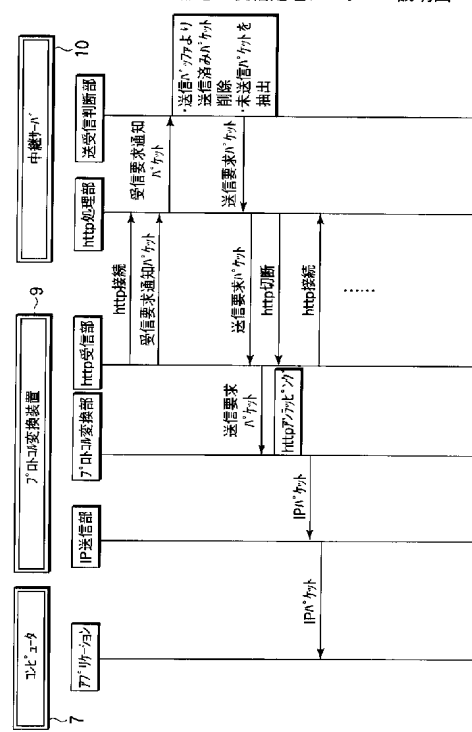 コンピュータ
7
プロトコル変換装置
9
中継サーバ
10
アプリケーション
IP送信部
プロトコル変換部
http受信部
http処理部
送受信判断部
http接続
受信要求通知パケット
受信要求通知
パケット
・送信バッファより
送信済みパケット
削除
・未送信パケットを
抽出
送信要求パケット
送信要求パケット
http切断
送信要求
パケット
httpアンラッピング
http接続
IPパケット
IPパケット
……